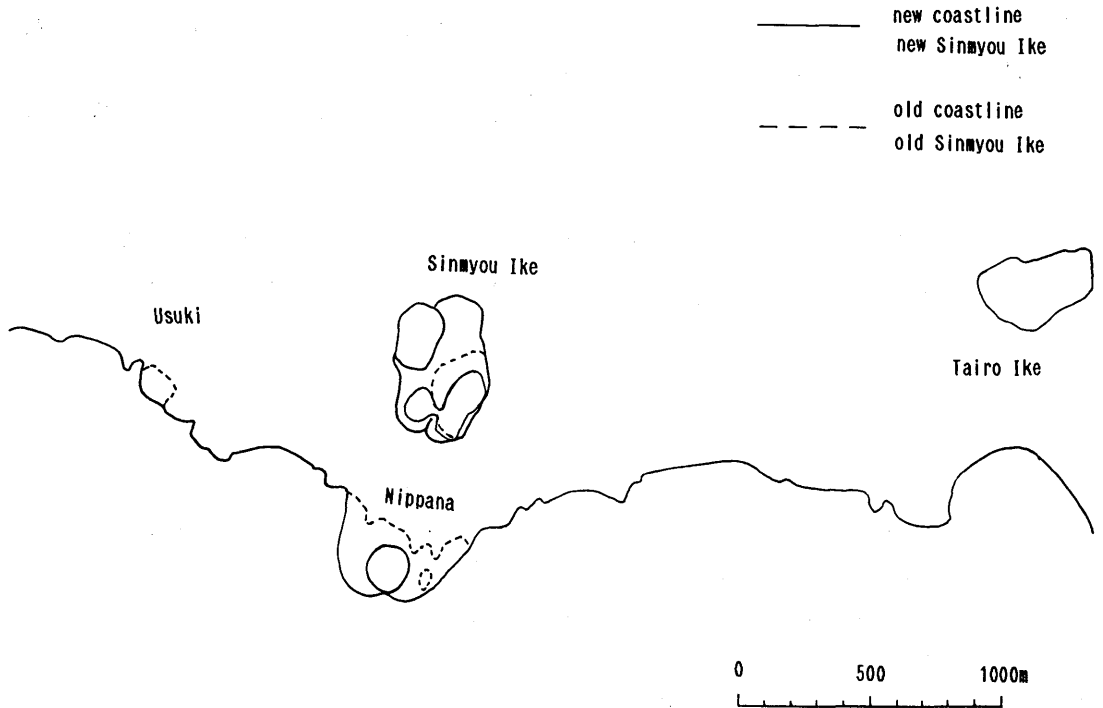 new coastline
new Sinmyou Ike
old coastline
old Sinmyou Ike
Sinmyou Ike
Usuki
Tairo Ike
Nippana
0 500 1000m